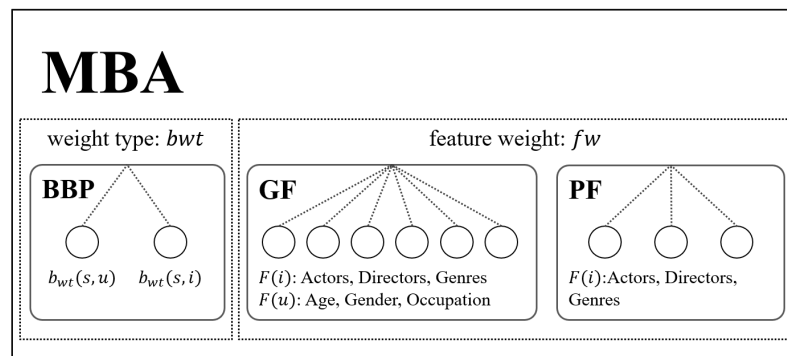 MBA
weight type: bwt
feature weight: fw
BBP
b_wt(s,u) b_wt(s,i)
GF
F(i): Actors, Directors, Genres
F(u): Age, Gender, Occupation
PF
F(i):Actors, Directors,
Genres